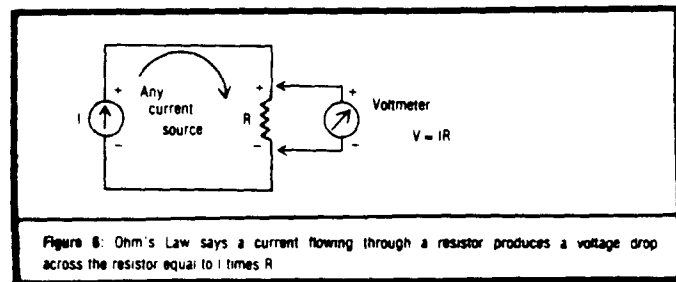 + Any + +
current
source
I R Voltmeter
V = IR
− − −
Figure 6: Ohm's Law says a current flowing through a resistor produces a voltage drop
across the resistor equal to I times R